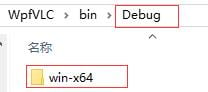 WpfVLC > bin > Debug
名称
win-x64